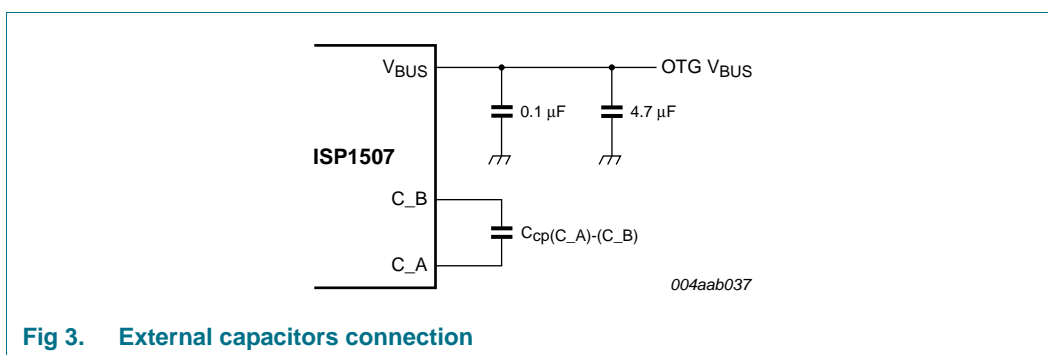 VBUS
OTG VBUS
0.1 μF
4.7 μF
ISP1507
C_B
Ccp(C_A)-(C_B)
C_A
004aab037
Fig 3. External capacitors connection